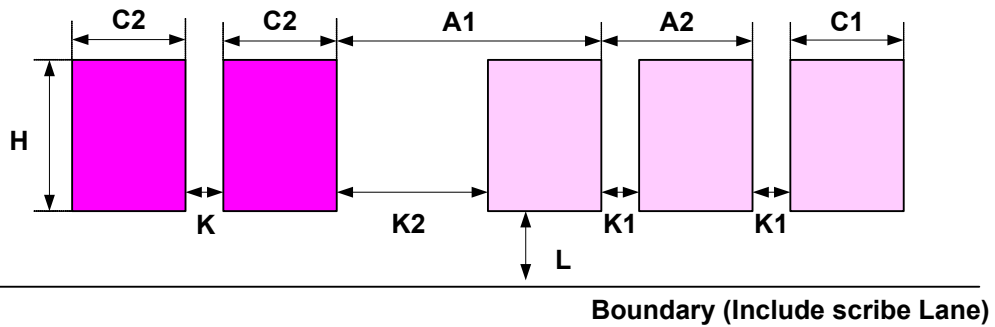 C2 C2 A1 A2 C1
H
K K2 K1 K1
L
Boundary (Include scribe Lane)